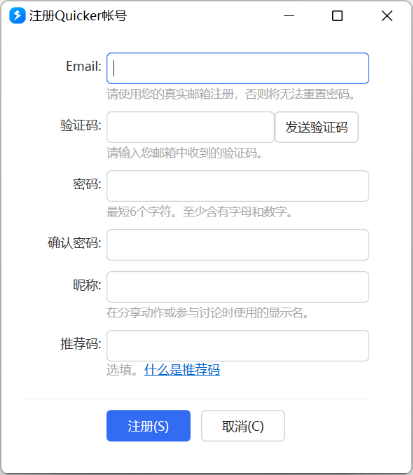 注册Quicker帐号
Email:
请使用您的真实邮箱注册，否则将无法重置密码。
验证码:
发送验证码
请输入您邮箱中收到的验证码。
密码:
最短6个字符。至少含有字母和数字。
确认密码:
昵称:
在分享动作或参与讨论时使用的显示名。
推荐码:
选填。什么是推荐码
注册(S) 取消(C)